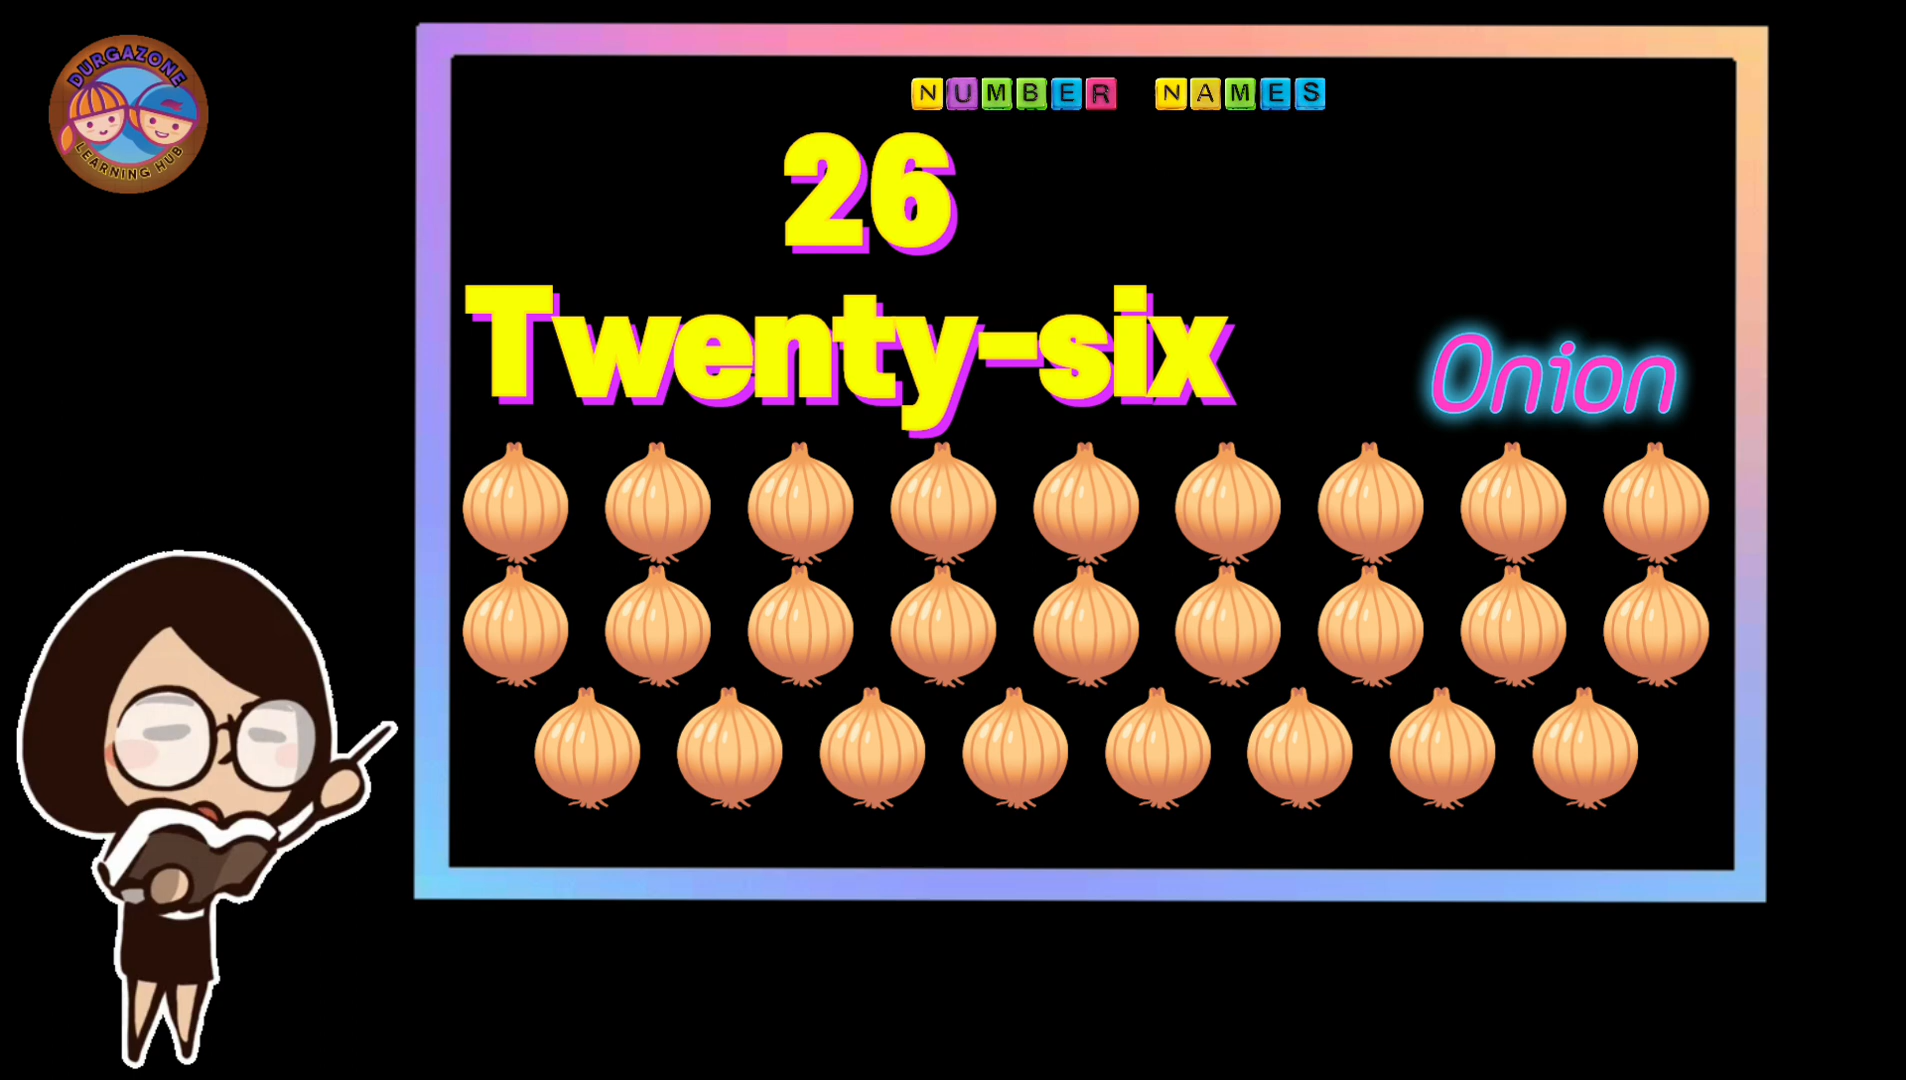 DURGAZONE
LEARNING HUB
NUMBER NAMES
26
Twenty-six
Onion